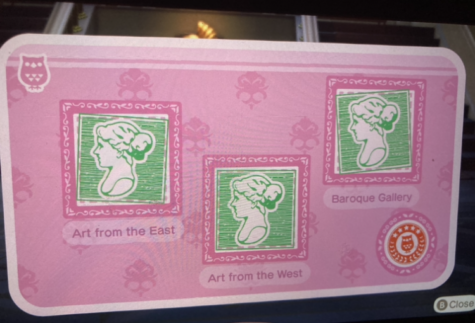 Baroque Gallery
Art from the East
Art from the West
B Close